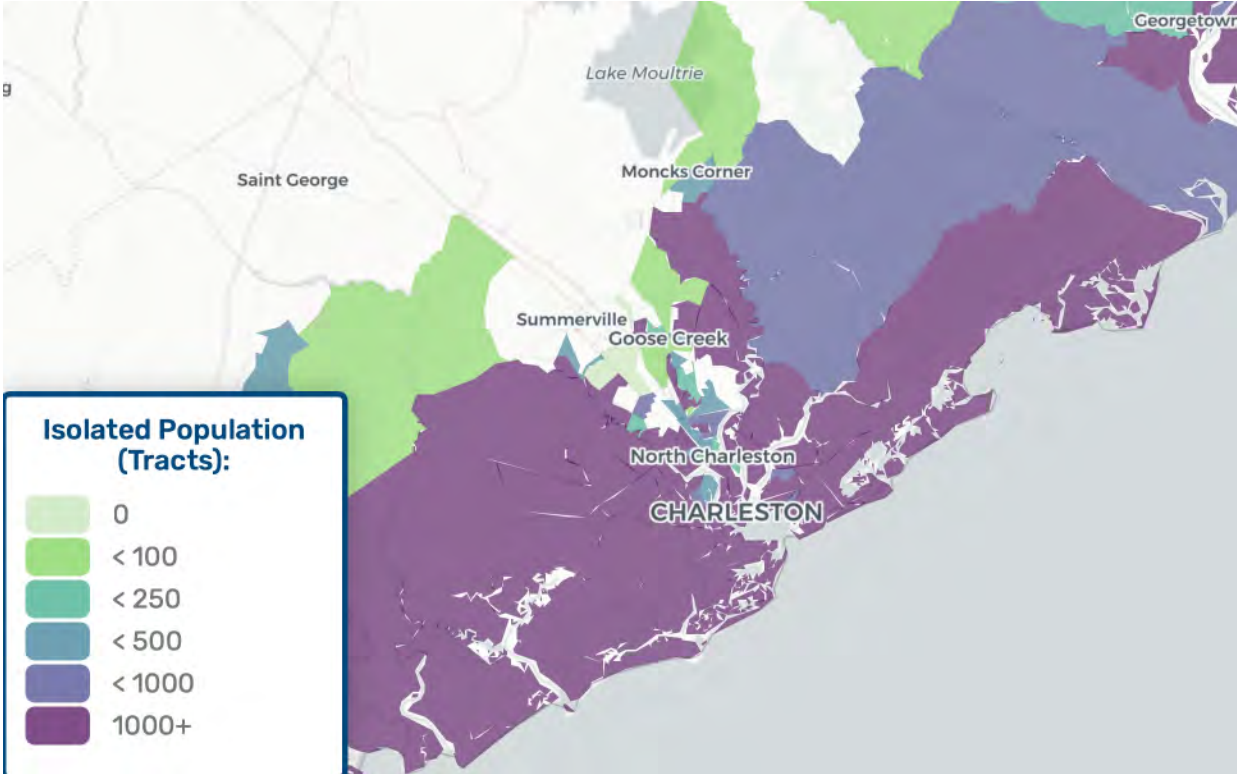 Georgetown
Lake Moultrie
g
Moncks Corner
Saint George
Summerville
Goose Creek
North Charleston
CHARLESTON
Isolated Population
(Tracts):
0
< 100
< 250
< 500
< 1000
1000+